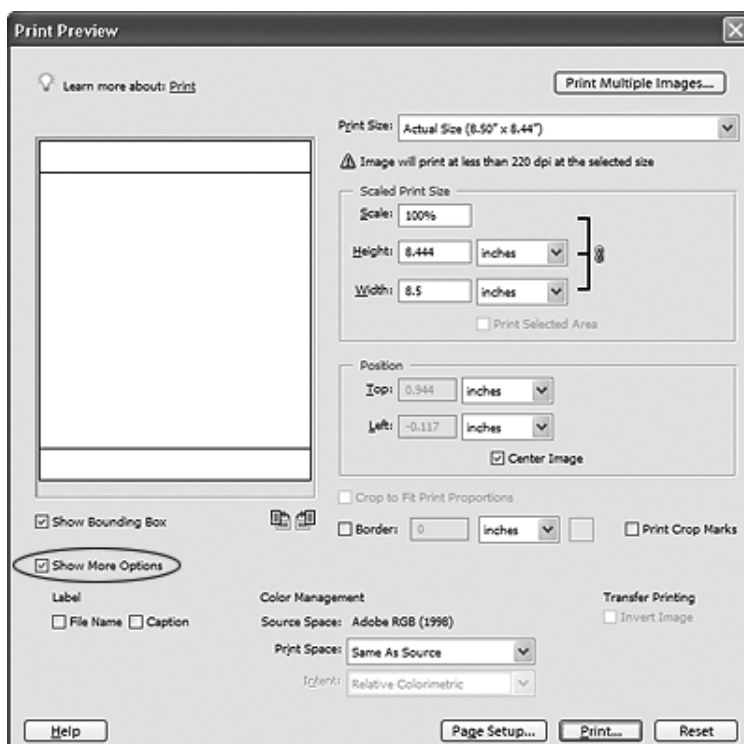 Print Preview
Learn more about: Print
Print Multiple Images...
Print Size: Actual Size (8.50" x 8.44")
Image will print at less than 220 dpi at the selected size
Scaled Print Size
Scale: 100%
Height: 8.444 inches
Width: 8.5 inches
Print Selected Area
Position
Top: 0.944 inches
Left: -0.117 inches
Center Image
Crop to Fit Print Proportions
Show Bounding Box
Border: 0 inches Print Crop Marks
Show More Options
Label
File Name Caption
Color Management
Source Space: Adobe RGB (1998)
Print Space: Same As Source
Intent: Relative Colorimetric
Transfer Printing
Invert Image
Help Page Setup... Print... Reset